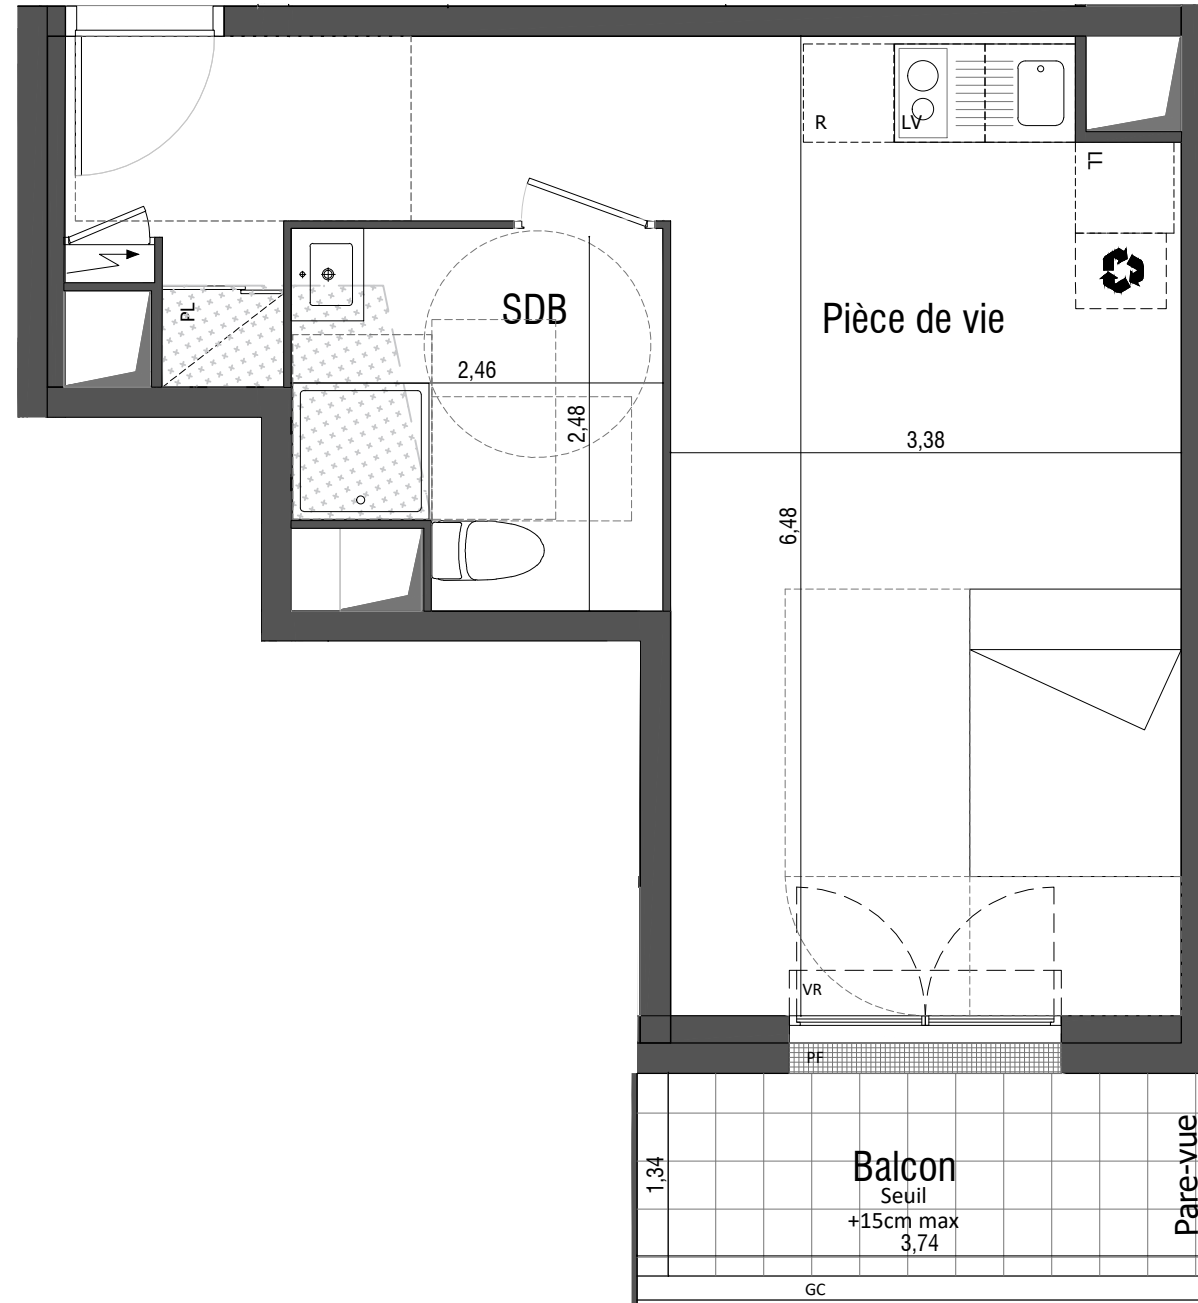 R
LV
LL
PL
SDB
Pièce de vie
2,46
2,48
3,38
6,48
VR
PF
Balcon
Seuil
+15cm max
3,74
1,34
Pare-vue
GC